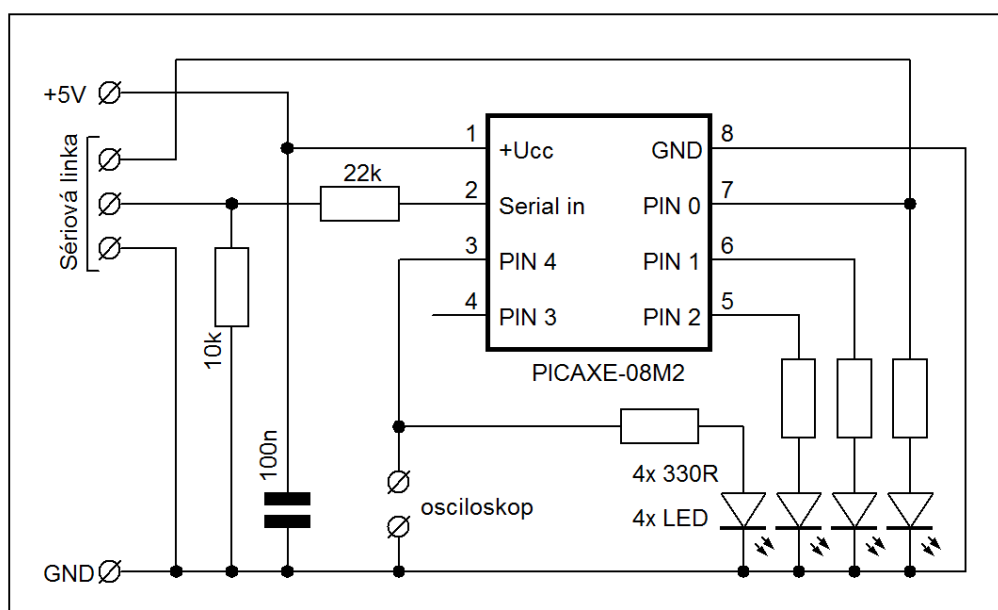 +5V
Sériová linka
22k
10k
100n
1
+Ucc
GND
8
2
Serial in
PIN 0
7
3
PIN 4
PIN 1
6
4
PIN 3
PIN 2
5
PICAXE-08M2
4x 330R
osciloskop
4x LED
GND